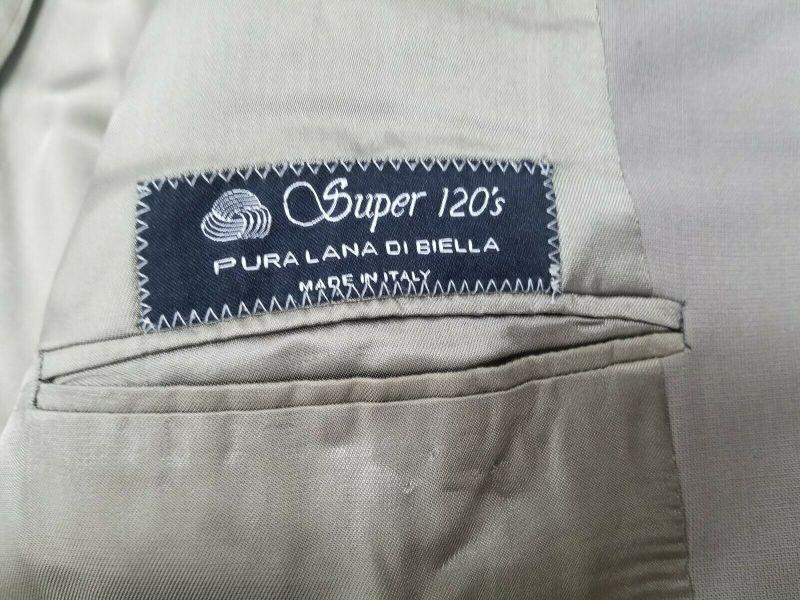 Super 120's
PURA LANA DI BIELLA
MADE IN ITALY